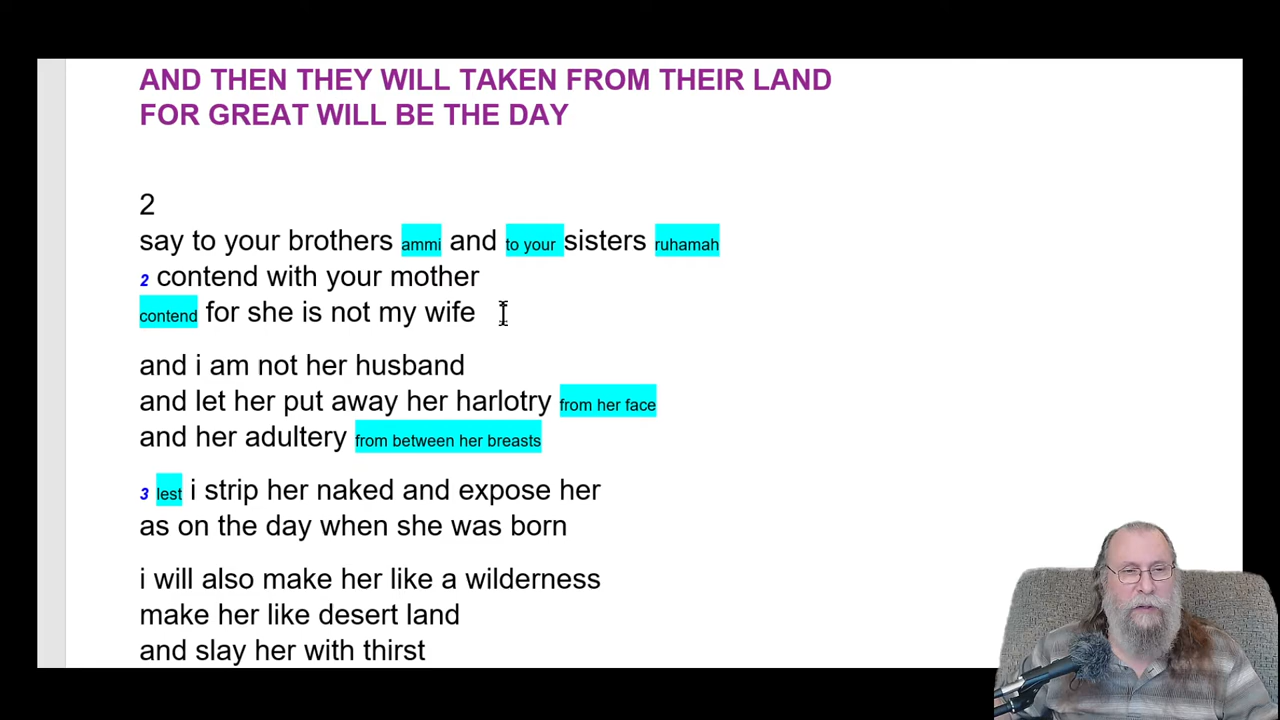 AND THEN THEY WILL TAKEN FROM THEIR LAND
FOR GREAT WILL BE THE DAY
2
say to your brothers ammi and to your sisters ruhamah
2 contend with your mother
contend for she is not my wife
and i am not her husband
and let her put away her harlotry from her face
and her adultery from between her breasts
3 lest i strip her naked and expose her
as on the day when she was born
i will also make her like a wilderness
make her like desert land
and slay her with thirst